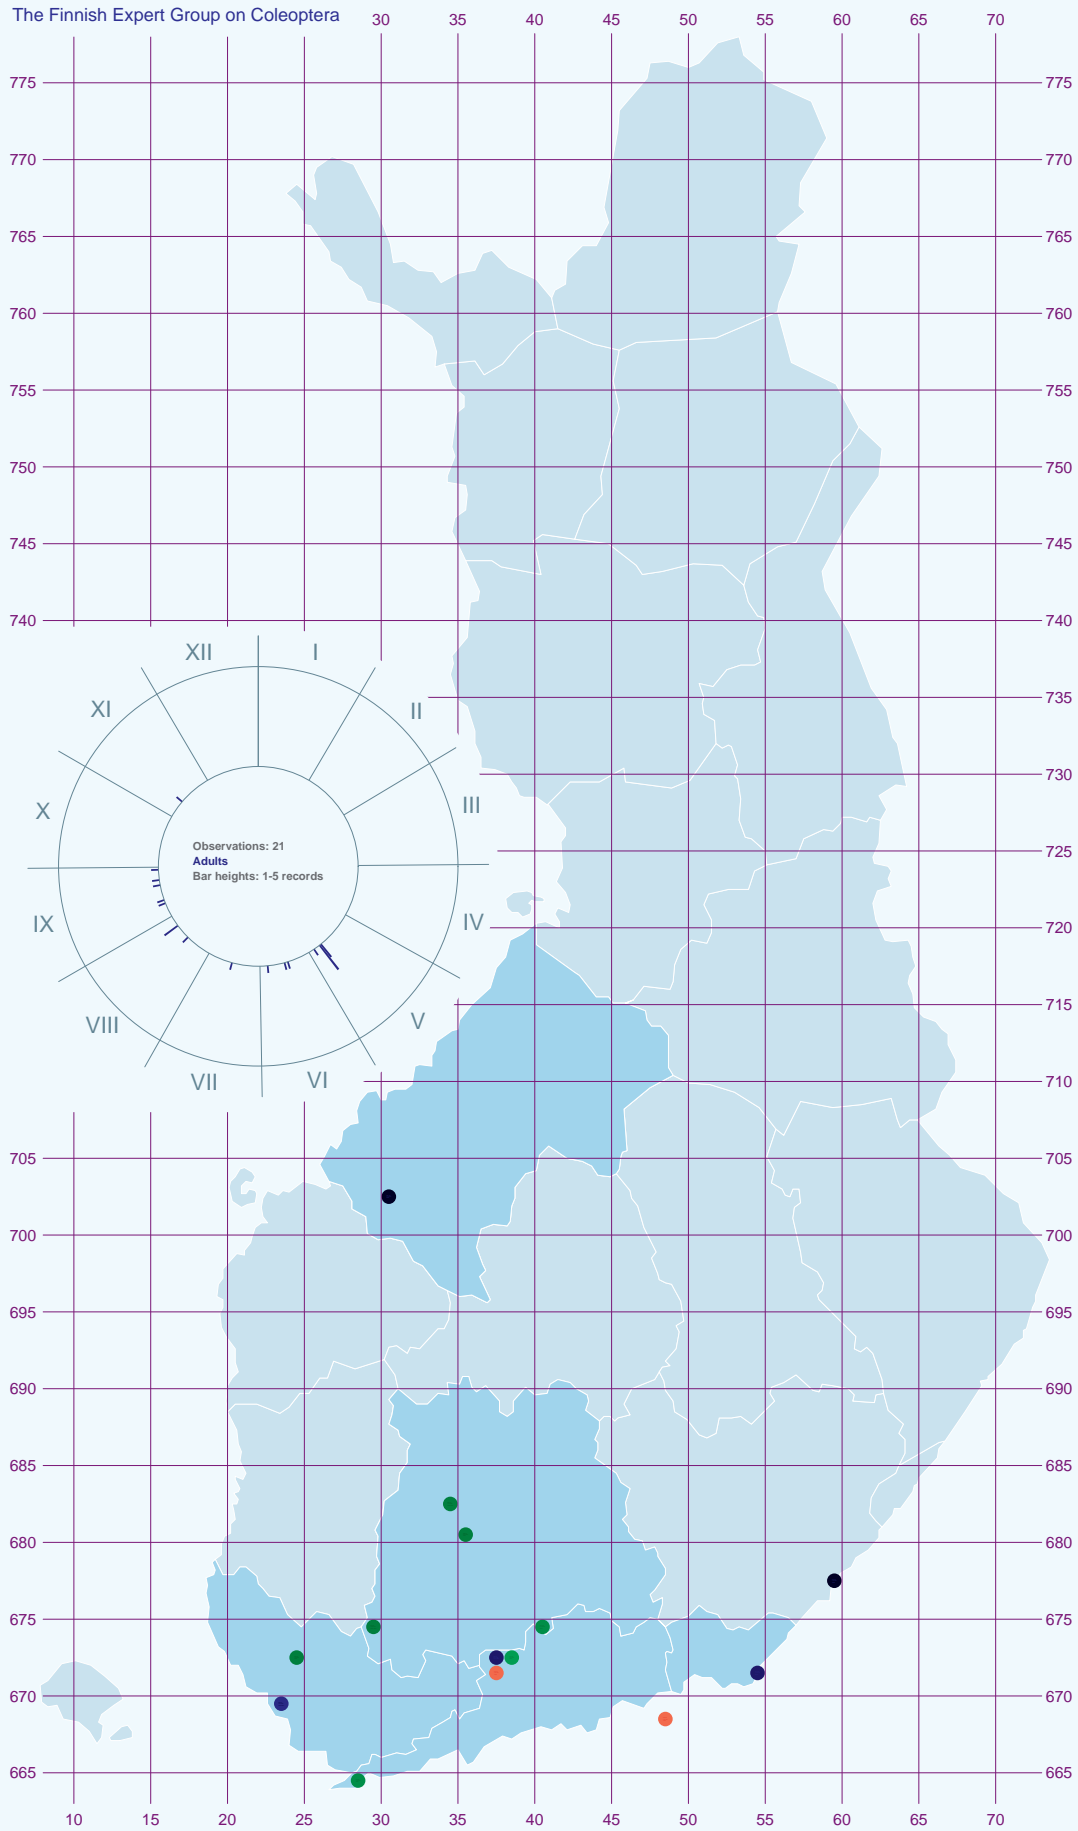 The Finnish Expert Group on Coleoptera
30 35 40 45 50 55 60 65 70
775 775
770 770
765 765
760 760
755 755
750 750
745 745
740 740
XII I
XI II
735
730
X III
Observations: 21
Adults
Bar heights: 1-5 records
725
IX IV
720
715
VIII V
VII VI
710
705 705
700 700
695 695
690 690
685 685
680 680
675 675
670 670
665 665
10 15 20 25 30 35 40 45 50 55 60 65 70